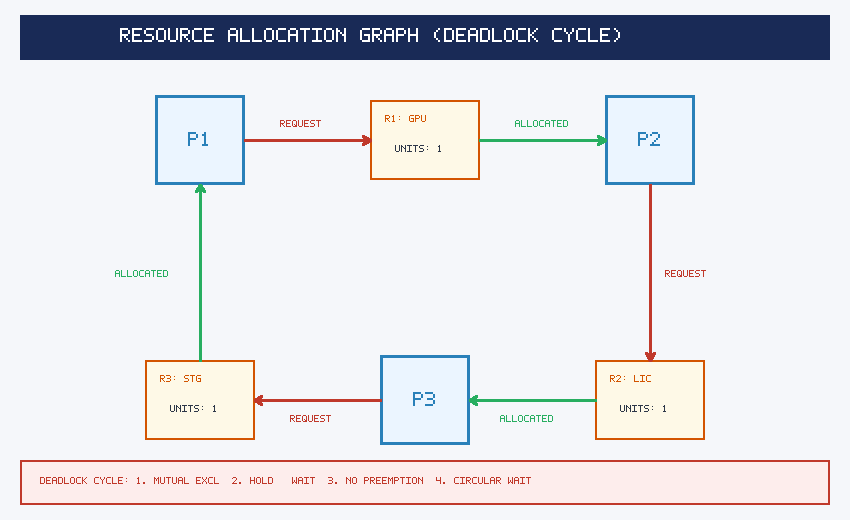 RESOURCE ALLOCATION GRAPH (DEADLOCK CYCLE)
P1
REQUEST
R1: GPU
UNITS: 1
ALLOCATED
P2
ALLOCATED
REQUEST
R3: STG
UNITS: 1
REQUEST
P3
ALLOCATED
R2: LIC
UNITS: 1
DEADLOCK CYCLE: 1. MUTUAL EXCL  2. HOLD   WAIT  3. NO PREEMPTION  4. CIRCULAR WAIT